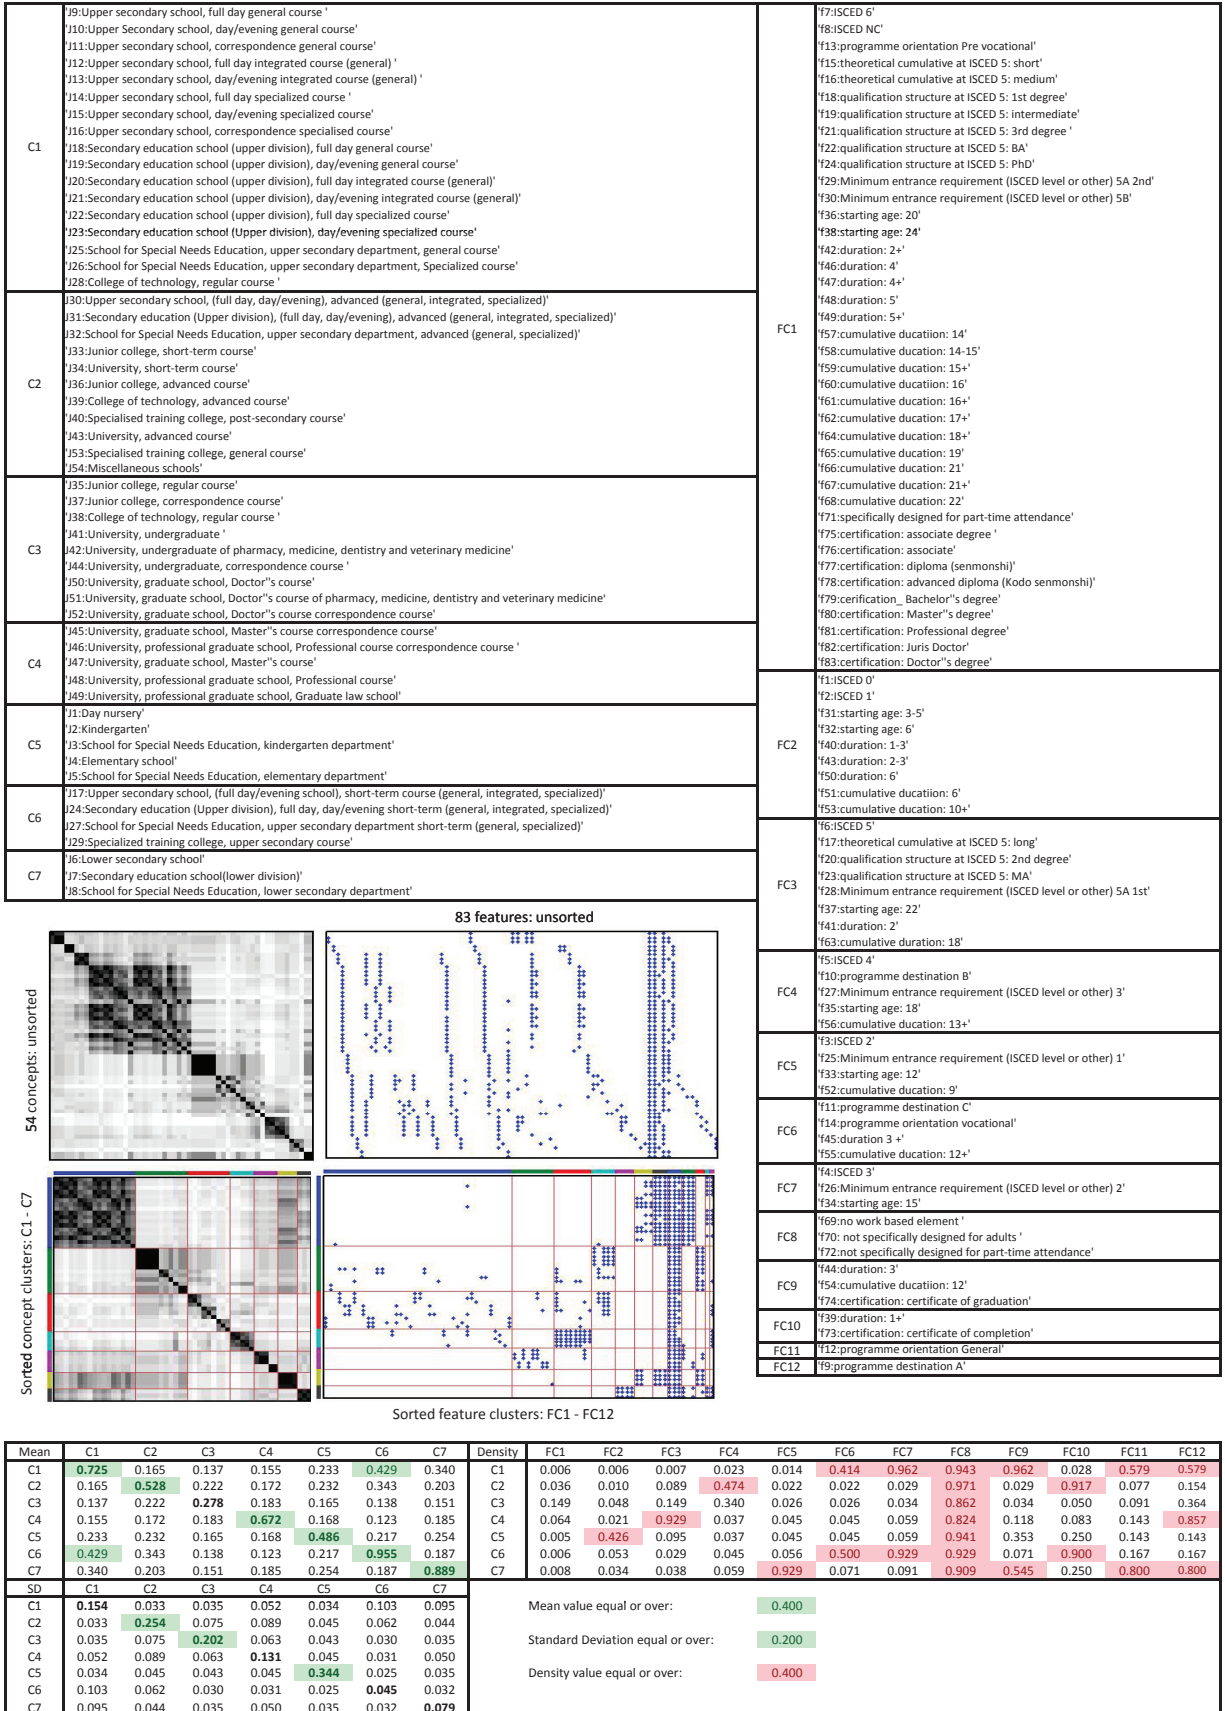 C1
'J9:Upper secondary school, full day general course '
'J10:Upper Secondary school, day/evening general course'
'J11:Upper secondary school, correspondence general course'
'J12:Upper secondary school, full day integrated course (general) '
'J13:Upper secondary school, day/evening integrated course (general) '
'J14:Upper secondary school, full day specialized course '
'J15:Upper secondary school, day/evening specialized course'
'J16:Upper secondary school, correspondence specialised course'
'J18:Secondary education school (upper division), full day general course'
'J19:Secondary education school (upper division), day/evening general course'
'J20:Secondary education school (upper division), full day integrated course (general)'
'J21:Secondary education school (upper division), day/evening integrated course (general)'
'J22:Secondary education school (upper division), full day specialized course'
'J23:Secondary education school (Upper division), day/evening specialized course'
'J25:School for Special Needs Education, upper secondary department, general course'
'J26:School for Special Needs Education, upper secondary department, Specialized course'
'J28:College of technology, regular course '
C2
J30:Upper secondary school, (full day, day/evening), advanced (general, integrated, specialized)'
J31:Secondary education (Upper division), (full day, day/evening), advanced (general, integrated, specialized)'
J32:School for Special Needs Education, upper secondary department, advanced (general, specialized)'
'J33:Junior college, short-term course'
'J34:University, short-term course'
'J36:Junior college, advanced course'
'J39:College of technology, advanced course'
'J40:Specialised training college, post-secondary course'
'J43:University, advanced course'
'J53:Specialised training college, general course'
'J54:Miscellaneous schools'
C3
'J35:Junior college, regular course'
'J37:Junior college, correspondence course'
'J38:College of technology, regular course '
'J41:University, undergraduate '
J42:University, undergraduate of pharmacy, medicine, dentistry and veterinary medicine'
'J44:University, undergraduate, correspondence course '
'J50:University, graduate school, Doctor''s course'
J51:University, graduate school, Doctor''s course of pharmacy, medicine, dentistry and veterinary medicine'
'J52:University, graduate school, Doctor''s course correspondence course'
C4
'J45:University, graduate school, Master''s course correspondence course'
'J46:University, professional graduate school, Professional course correspondence course '
'J47:University, graduate school, Master''s course'
'J48:University, professional graduate school, Professional course'
'J49:University, professional graduate school, Graduate law school'
C5
'J1:Day nursery'
'J2:Kindergarten'
'J3:School for Special Needs Education, kindergarten department'
'J4:Elementary school'
'J5:School for Special Needs Education, elementary department'
C6
'J17:Upper secondary school, (full day/evening school), short-term course (general, integrated, specialized)'
J24:Secondary education (Upper division), full day, day/evening short-term (general, integrated, specialized)'
J27:School for Special Needs Education, upper secondary department short-term (general, specialized)'
'J29:Specialized training college, upper secondary course'
C7
'J6:Lower secondary school'
'J7:Secondary education school(lower division)'
'J8:School for Special Needs Education, lower secondary department'
FC1
'f7:ISCED 6'
'f8:ISCED NC'
'f13:programme orientation Pre vocational'
'f15:theoretical cumulative at ISCED 5: short'
'f16:theoretical cumulative at ISCED 5: medium'
'f18:qualification structure at ISCED 5: 1st degree'
'f19:qualification structure at ISCED 5: intermediate'
'f21:qualification structure at ISCED 5: 3rd degree '
'f22:qualification structure at ISCED 5: BA'
'f24:qualification structure at ISCED 5: PhD'
'f29:Minimum entrance requirement (ISCED level or other) 5A 2nd'
'f30:Minimum entrance requirement (ISCED level or other) 5B'
'f36:starting age: 20'
'f38:starting age: 24'
'f42:duration: 2+'
'f46:duration: 4'
'f47:duration: 4+'
'f48:duration: 5'
'f49:duration: 5+'
'f57:cumulative ducatiion: 14'
'f58:cumulative ducation: 14-15'
'f59:cumulative ducation: 15+'
'f60:cumulative ducatiion: 16'
'f61:cumulative ducation: 16+'
'f62:cumulative ducation: 17+'
'f64:cumulative ducation: 18+'
'f65:cumulative ducation: 19'
'f66:cumulative ducation: 21'
'f67:cumulative ducation: 21+'
'f68:cumulative ducation: 22'
'f71:specifically designed for part-time attendance'
'f75:certification: associate degree '
'f76:certification: associate'
'f77:certification: diploma (senmonshi)'
'f78:certification: advanced diploma (Kodo senmonshi)'
'f79:cerification_ Bachelor''s degree'
'f80:certification: Master''s degree'
'f81:certification: Professional degree'
'f82:certification: Juris Doctor'
'f83:certification: Doctor''s degree'
FC2
'f1:ISCED 0'
'f2:ISCED 1'
'f31:starting age: 3-5'
'f32:starting age: 6'
'f40:duration: 1-3'
'f43:duration: 2-3'
'f50:duration: 6'
'f51:cumulative ducatiion: 6'
'f53:cumulative ducation: 10+'
FC3
'f6:ISCED 5'
'f17:theoretical cumulative at ISCED 5: long'
'f20:qualification structure at ISCED 5: 2nd degree'
'f23:qualification structure at ISCED 5: MA'
'f28:Minimum entrance requirement (ISCED level or other) 5A 1st'
'f37:starting age: 22'
'f41:duration: 2'
'f63:cumulative duration: 18'
FC4
'f5:ISCED 4'
'f10:programme destination B'
'f27:Minimum entrance requirement (ISCED level or other) 3'
'f35:starting age: 18'
'f56:cumulative ducation: 13+'
FC5
'f3:ISCED 2'
'f25:Minimum entrance requirement (ISCED level or other) 1'
'f33:starting age: 12'
'f52:cumulative ducation: 9'
FC6
'f11:programme destination C'
'f14:programme orientation vocational'
'f45:duration 3 +'
'f55:cumulative ducation: 12+'
FC7
'f4:ISCED 3'
'f26:Minimum entrance requirement (ISCED level or other) 2'
'f34:starting age: 15'
FC8
'f69:no work based element '
'f70: not specifically designed for adults '
'f72:not specifically designed for part-time attendance'
FC9
'f44:duration: 3'
'f54:cumulative ducatiion: 12'
'f74:certification: certificate of graduation'
FC10
'f39:duration: 1+'
'f73:certification: certificate of completion'
FC11
'f12:programme orientation General'
FC12
'f9:programme destination A'
83 features: unsorted
54 concepts: unsorted
Sorted concept clusters: C1 - C7
Sorted feature clusters: FC1 - FC12
Mean C1 C2 C3 C4 C5 C6 C7 Density FC1 FC2 FC3 FC4 FC5 FC6 FC7 FC8 FC9 FC10 FC11 FC12
C1 0.725 0.165 0.137 0.155 0.233 0.429 0.340 C1 0.006 0.006 0.007 0.023 0.014 0.414 0.962 0.943 0.962 0.028 0.579 0.579
C2 0.165 0.528 0.222 0.172 0.232 0.343 0.203 C2 0.036 0.010 0.089 0.474 0.022 0.022 0.029 0.971 0.029 0.917 0.077 0.154
C3 0.137 0.222 0.278 0.183 0.165 0.138 0.151 C3 0.149 0.048 0.149 0.340 0.026 0.026 0.034 0.862 0.034 0.050 0.091 0.364
C4 0.155 0.172 0.183 0.672 0.168 0.123 0.185 C4 0.064 0.021 0.929 0.037 0.045 0.045 0.059 0.824 0.118 0.083 0.143 0.857
C5 0.233 0.232 0.165 0.168 0.486 0.217 0.254 C5 0.005 0.426 0.095 0.037 0.045 0.045 0.059 0.941 0.353 0.250 0.143 0.143
C6 0.429 0.343 0.138 0.123 0.217 0.955 0.187 C6 0.006 0.053 0.029 0.045 0.056 0.500 0.929 0.929 0.071 0.900 0.167 0.167
C7 0.340 0.203 0.151 0.185 0.254 0.187 0.889 C7 0.008 0.034 0.038 0.059 0.929 0.071 0.091 0.909 0.545 0.250 0.800 0.800
SD C1 C2 C3 C4 C5 C6 C7
C1 0.154 0.033 0.035 0.052 0.034 0.103 0.095
C2 0.033 0.254 0.075 0.089 0.045 0.062 0.044
C3 0.035 0.075 0.202 0.063 0.043 0.030 0.035
C4 0.052 0.089 0.063 0.131 0.045 0.031 0.050
C5 0.034 0.045 0.043 0.045 0.344 0.025 0.035
C6 0.103 0.062 0.030 0.031 0.025 0.045 0.032
C7 0.095 0.044 0.035 0.050 0.035 0.032 0.079
Mean value equal or over: 0.400
Standard Deviation equal or over: 0.200
Density value equal or over: 0.400